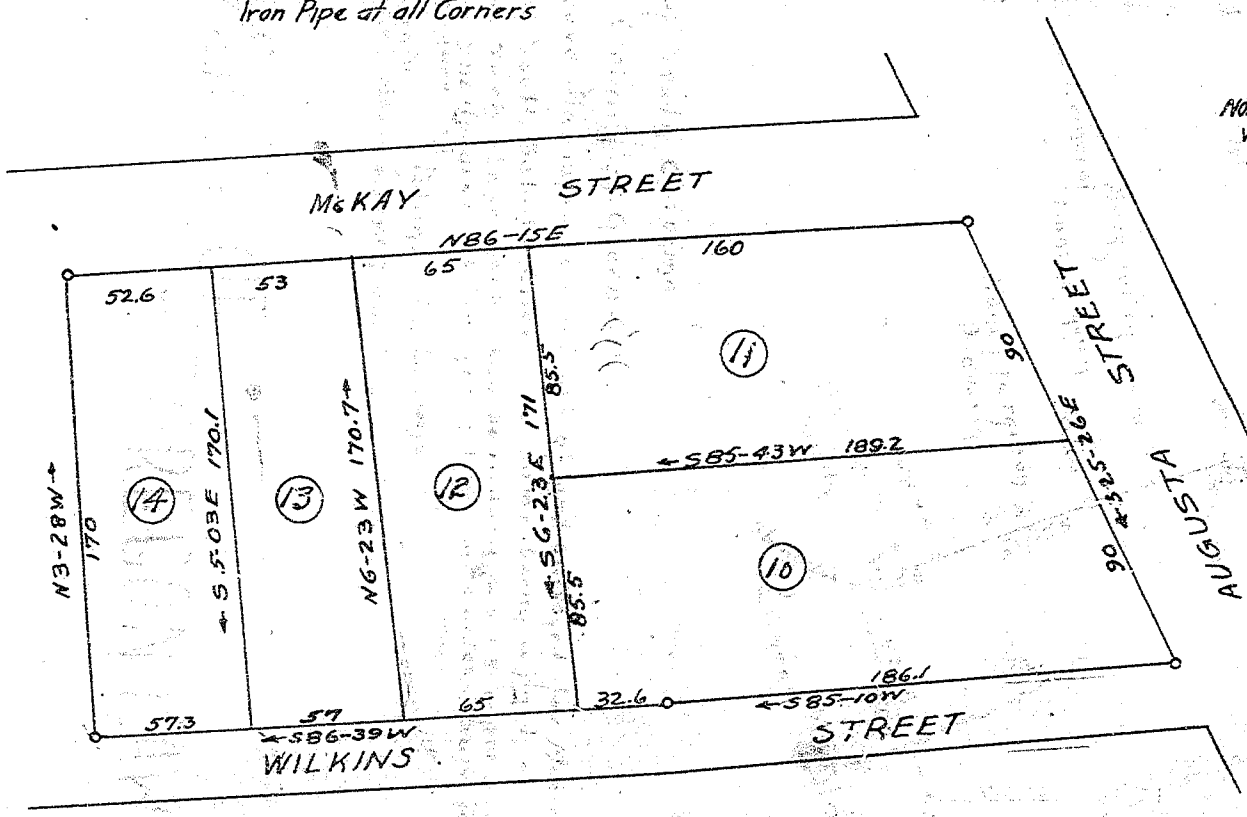 Iron Pipe at all Corners
McKAY STREET
N86-15E
52.6
53
65
160
N3-28W
170
S5-03E 170.1
N6-23W 170.7
S6-23E 171
85.5
85.5
S85-43W 189.2
90
S25-26E
90
AUGUSTA STREET
14
13
12
11
10
57.3
57
65
32.6
186.1
S86-39W
S85-10W
WILKINS STREET